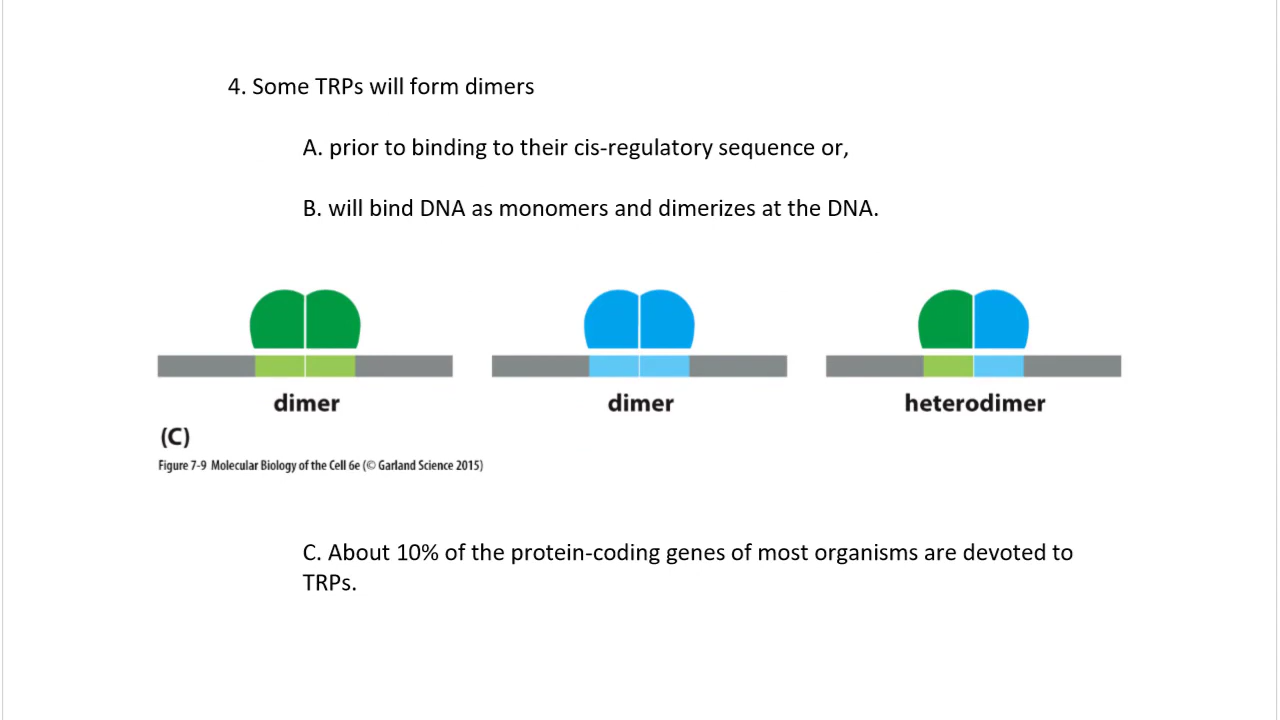 4. Some TRPs will form dimers
A. prior to binding to their cis-regulatory sequence or,
B. will bind DNA as monomers and dimerizes at the DNA.
dimer dimer heterodimer
(C)
Figure 7-9 Molecular Biology of the Cell 6e (© Garland Science 2015)
C. About 10% of the protein-coding genes of most organisms are devoted to
TRPs.